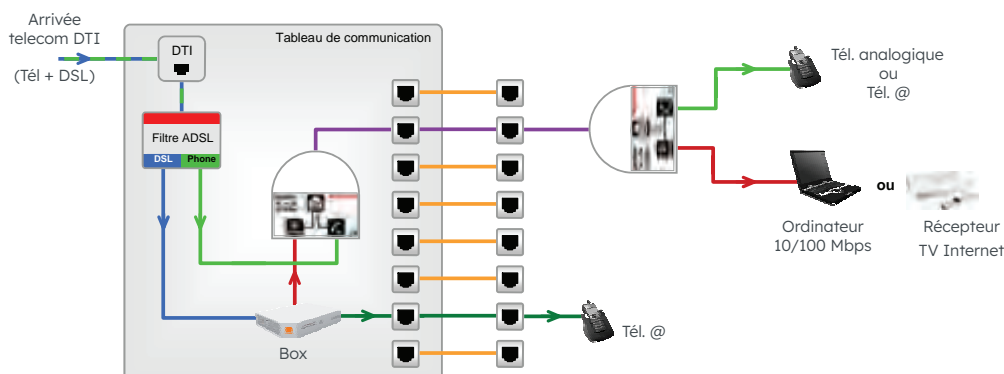 Arrivée
telecom DTI
(Tél + DSL)
Tableau de communication
DTI
Filtre ADSL
DSL Phone
Box
Tél. analogique
ou
Tél. @
Ordinateur
10/100 Mbps
ou
Récepteur
TV Internet
Tél. @